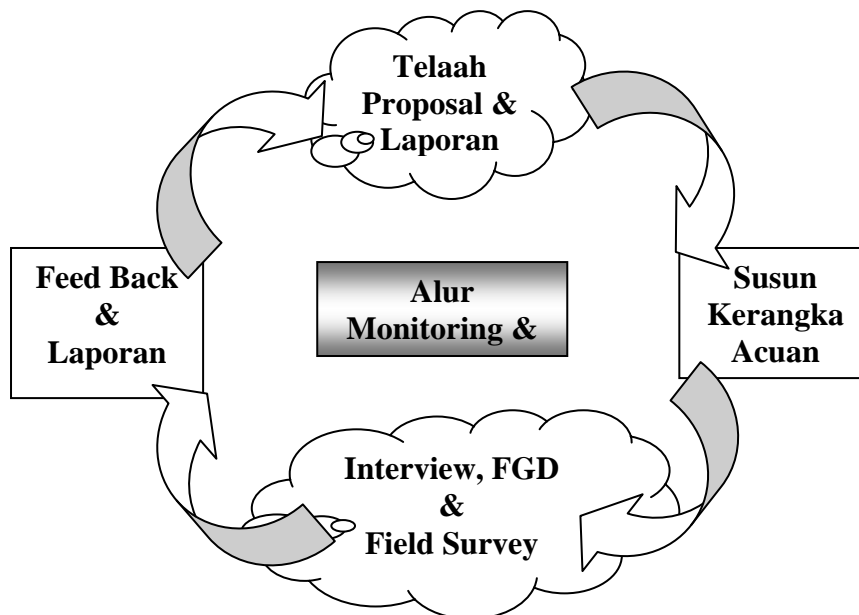 Telaah
Proposal &
Laporan
Feed Back
&
Laporan
Alur
Monitoring &
Susun
Kerangka
Acuan
Interview, FGD
&
Field Survey